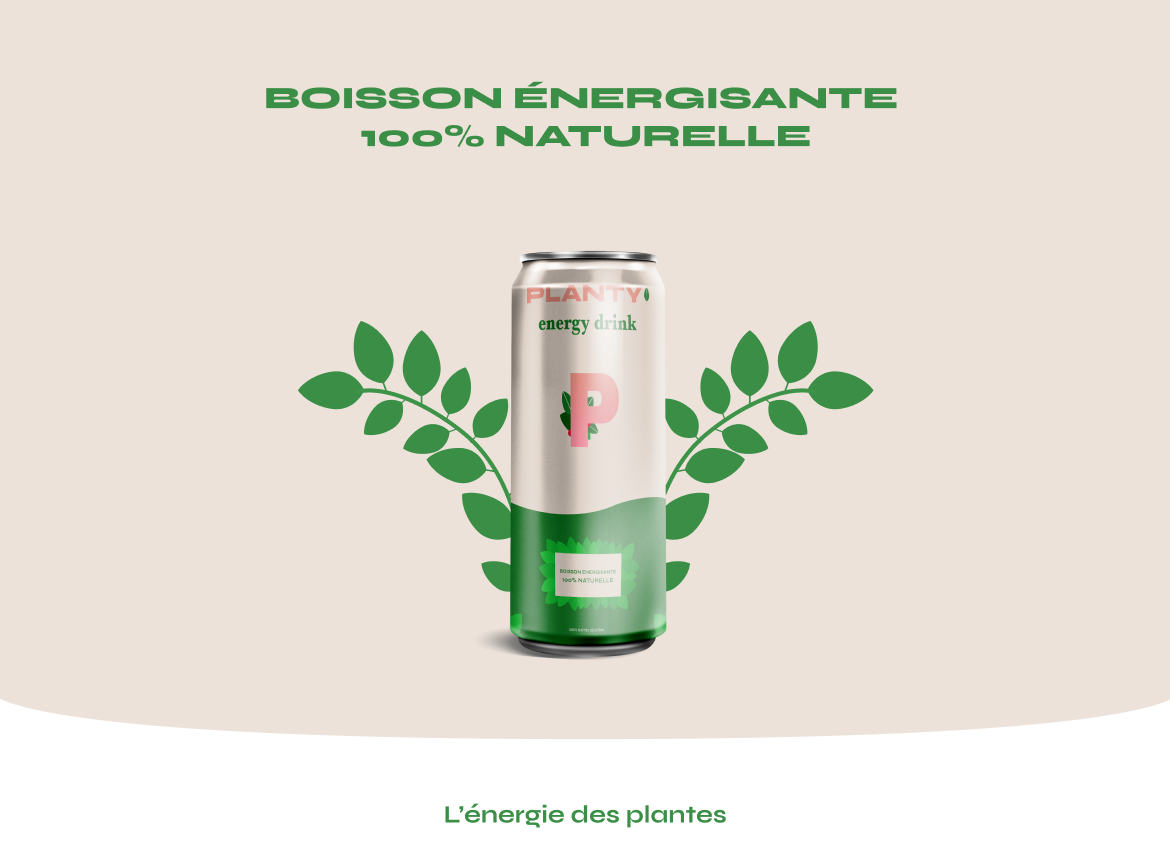 BOISSON ÉNERGISANTE
100% NATURELLE
PLANTY
energy drink
P
BOISSON ÉNERGISANTE
100% NATURELLE
L'énergie des plantes